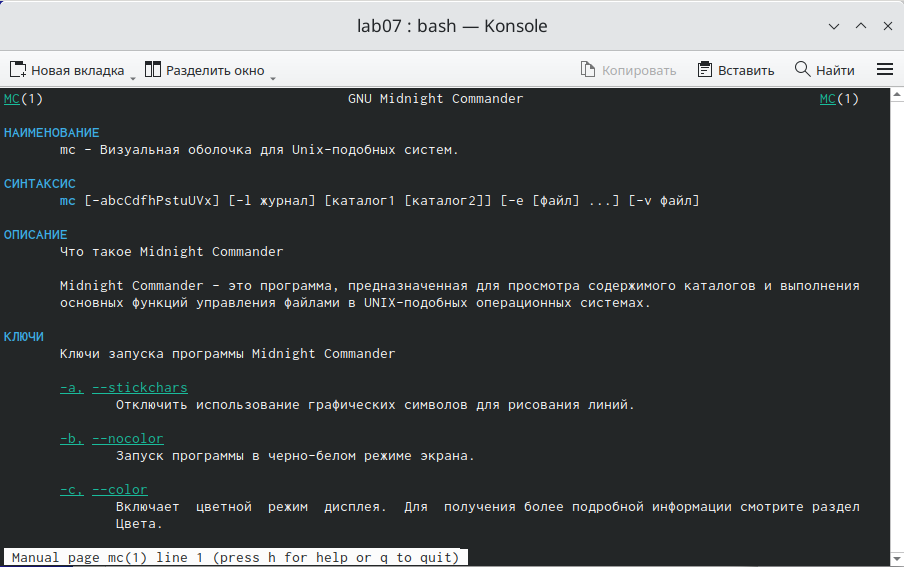 lab07 : bash — Konsole
Новая вкладка Разделить окно Копировать Вставить Найти
MC(1) GNU Midnight Commander MC(1)
НАИМЕНОВАНИЕ
mc - Визуальная оболочка для Unix-подобных систем.
СИНТАКСИС
mc [-abcCdfhPstuUVx] [-l журнал] [каталог1 [каталог2]] [-e [файл] ...] [-v файл]
ОПИСАНИЕ
Что такое Midnight Commander
Midnight Commander - это программа, предназначенная для просмотра содержимого каталогов и выполнения
основных функций управления файлами в UNIX-подобных операционных системах.
КЛЮЧИ
Ключи запуска программы Midnight Commander
-a, --stickchars
Отключить использование графических символов для рисования линий.
-b, --nocolor
Запуск программы в черно-белом режиме экрана.
-c, --color
Включает цветной режим дисплея. Для получения более подробной информации смотрите раздел
Цвета.
Manual page mc(1) line 1 (press h for help or q to quit)